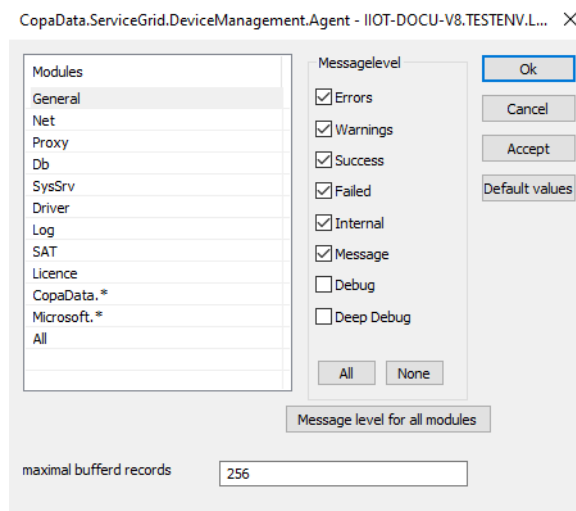 CopaData.ServiceGrid.DeviceManagement.Agent - IIOT-DOCU-V8.TESTENV.L...
Modules
General
Net
Proxy
Db
SysSrv
Driver
Log
SAT
Licence
CopaData.*
Microsoft.*
All
Messagelevel
Errors
Warnings
Success
Failed
Internal
Message
Debug
Deep Debug
All None
Ok
Cancel
Accept
Default values
Message level for all modules
maximal bufferd records 256